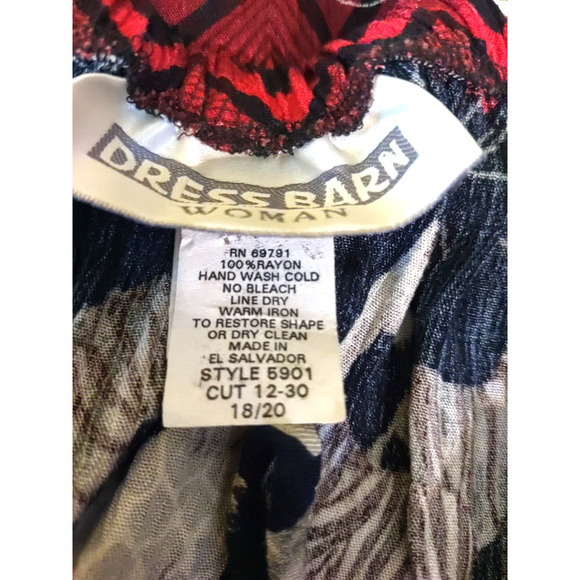 DRESS BARN
WOMAN
RN 69791
100%RAYON
HAND WASH COLD
NO BLEACH
LINE DRY
WARM IRON
TO RESTORE SHAPE
OR DRY CLEAN
MADE IN
EL SALVADOR
STYLE 5901
CUT 12-30
18/20